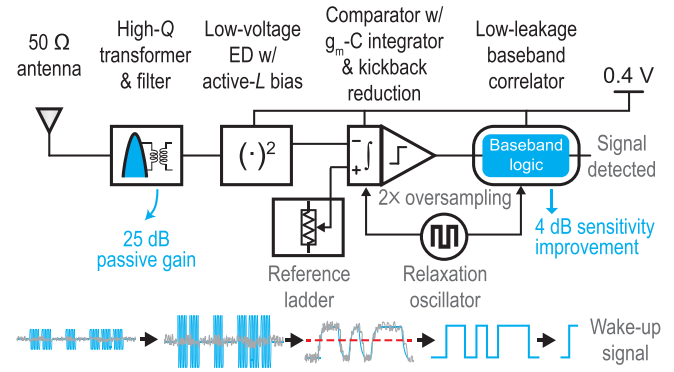 50 Ω
antenna
High-Q
transformer
& filter
Low-voltage
ED w/
active-L bias
Comparator w/
gm-C integrator
& kickback
reduction
Low-leakage
baseband
correlator
0.4 V
(·)²
−
+
∫
Baseband
logic
Signal
detected
2× oversampling
25 dB
passive gain
4 dB sensitivity
improvement
Reference
ladder
Relaxation
oscillator
Wake-up
signal